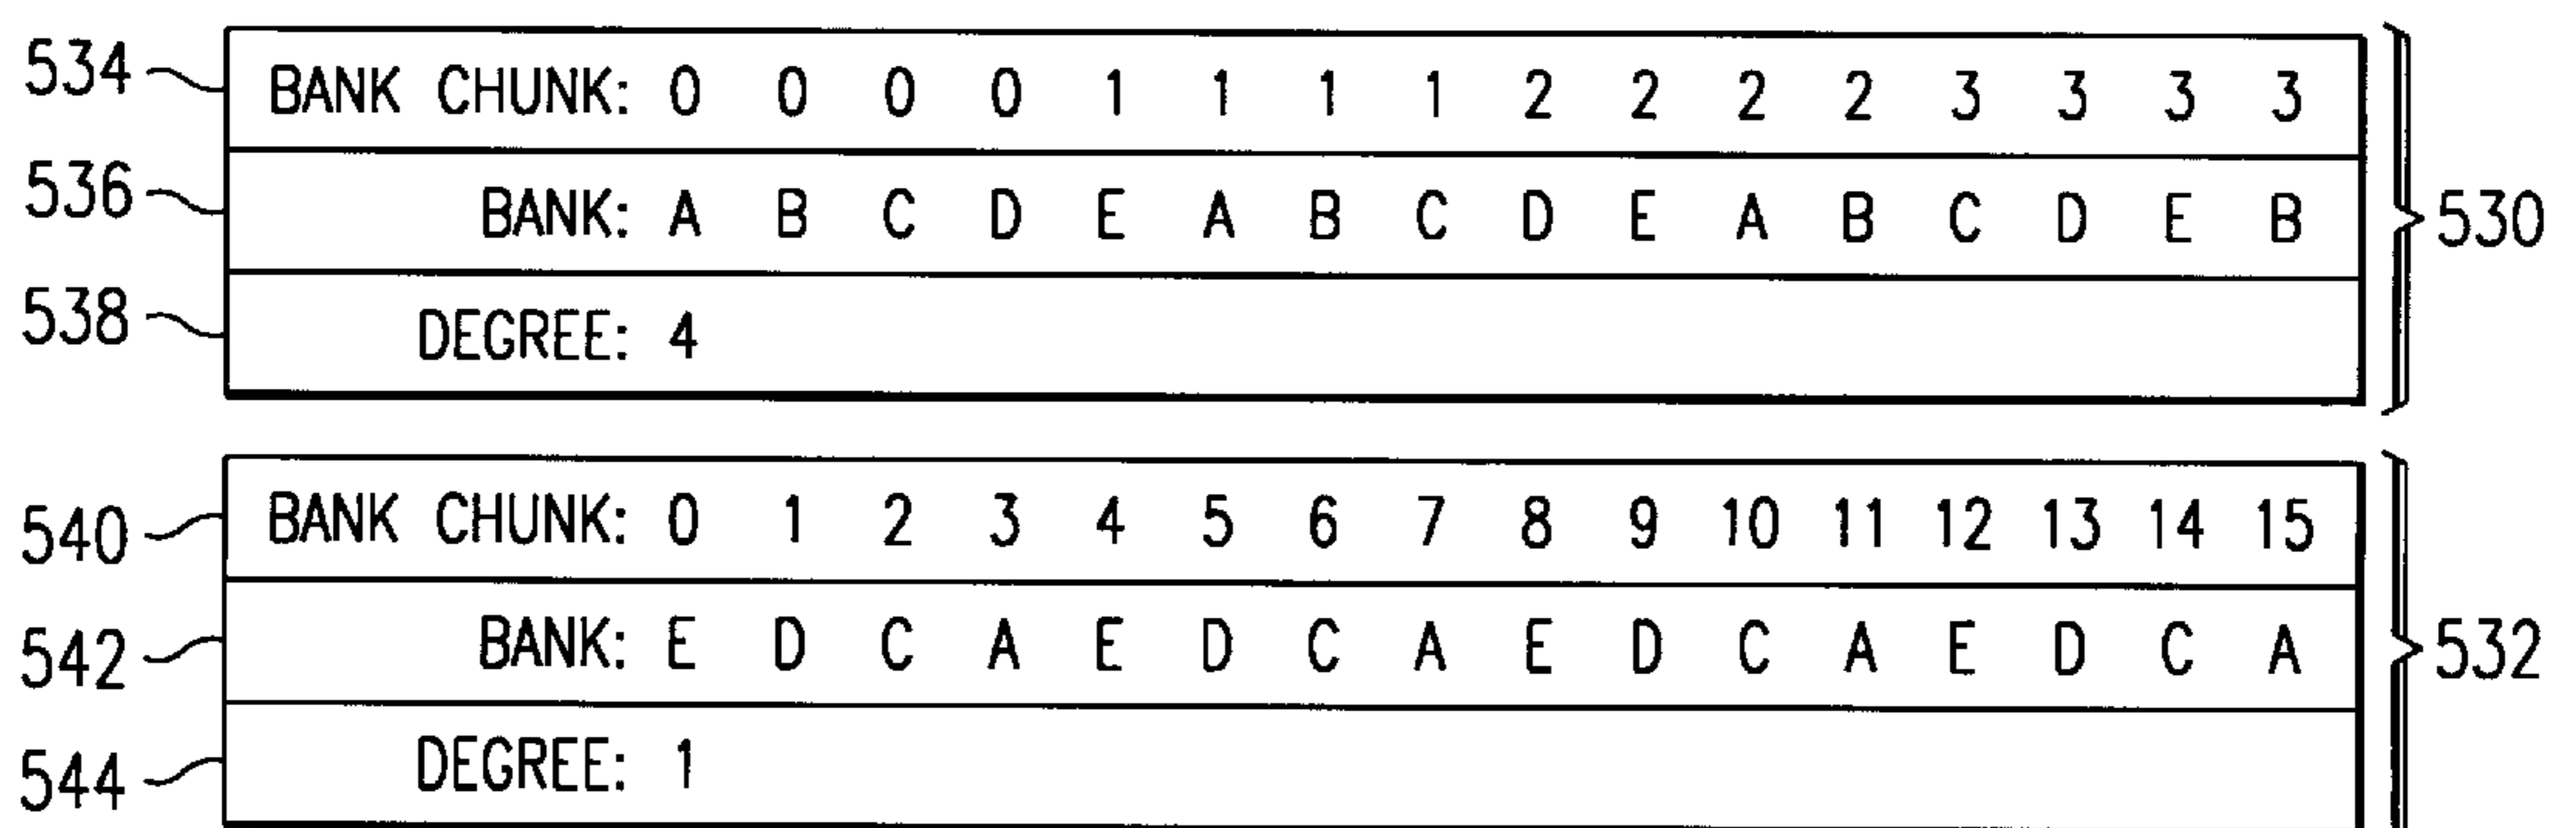 534 BANK CHUNK: 0 0 0 0 1 1 1 1 2 2 2 2 3 3 3 3
536 BANK: A B C D E A B C D E A B C D E B 530
538 DEGREE: 4
540 BANK CHUNK: 0 1 2 3 4 5 6 7 8 9 10 11 12 13 14 15
542 BANK: E D C A E D C A E D C A E D C A 532
544 DEGREE: 1